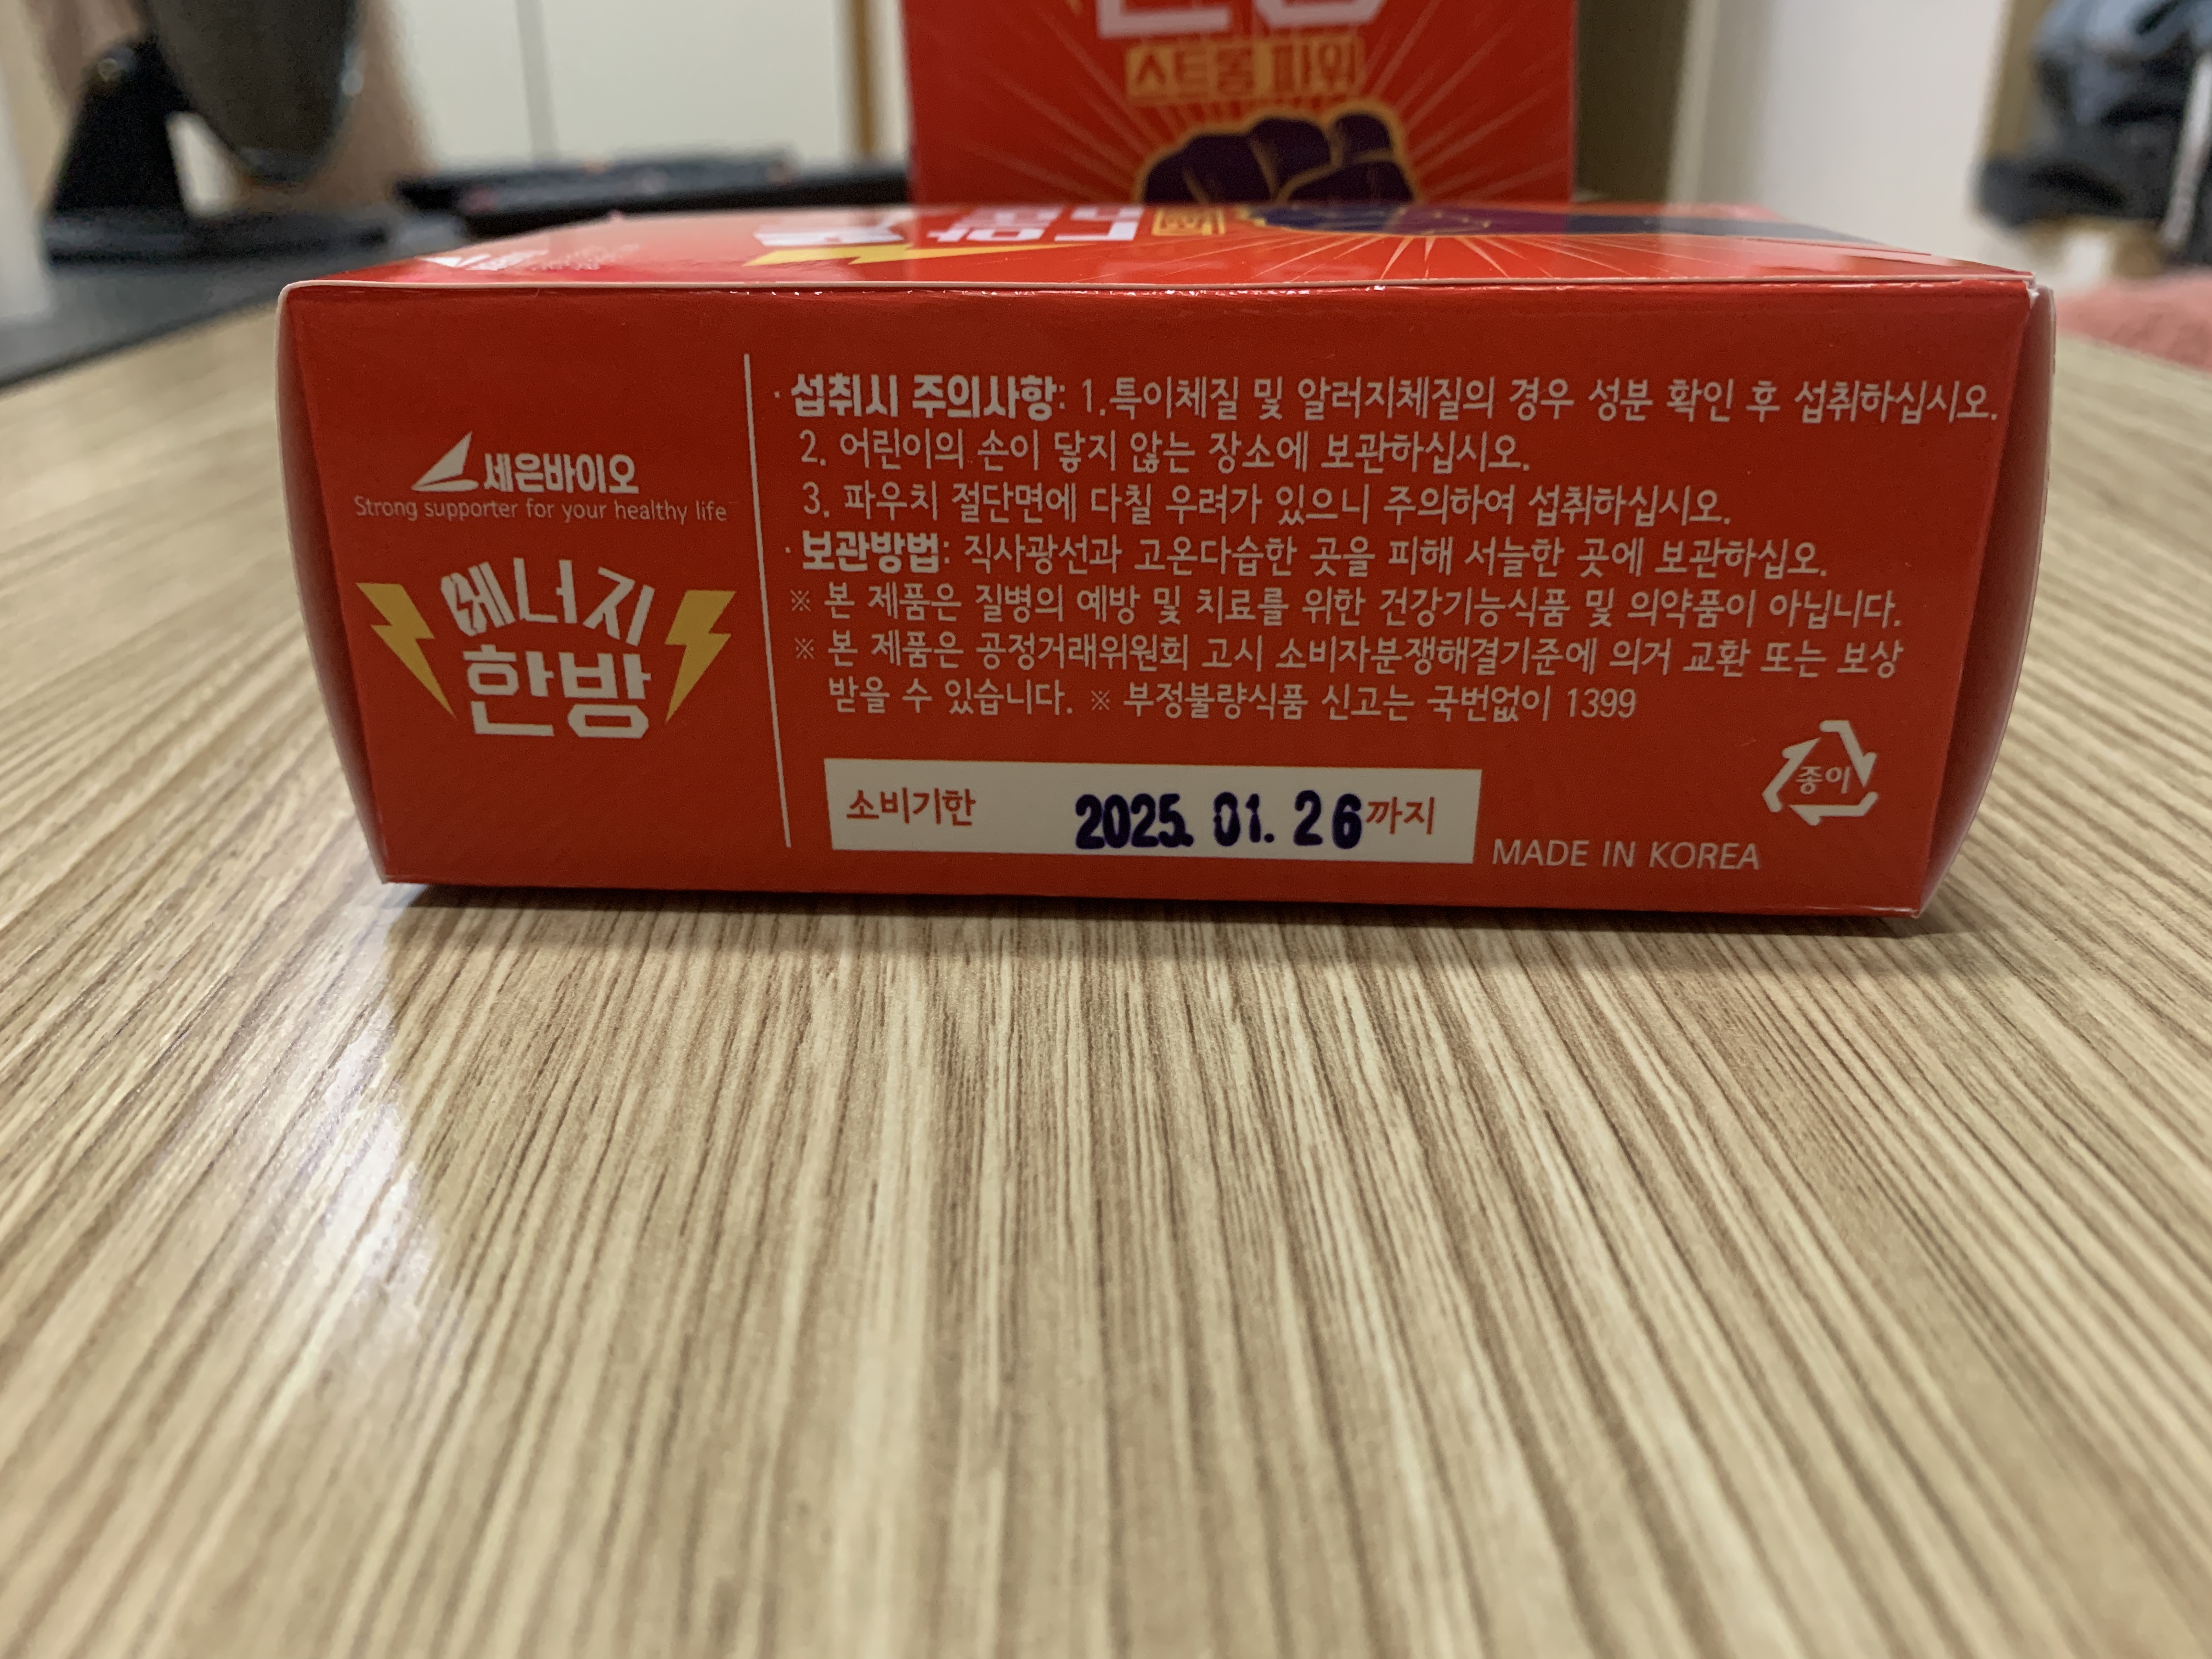 스트롱 파워
세은바이오
Strong supporter for your healthy life
에너지
한방
· 섭취시 주의사항: 1.특이체질 및 알러지체질의 경우 성분 확인 후 섭취하십시오.
2. 어린이의 손이 닿지 않는 장소에 보관하십시오.
3. 파우치 절단면에 다칠 우려가 있으니 주의하여 섭취하십시오.
· 보관방법: 직사광선과 고온다습한 곳을 피해 서늘한 곳에 보관하십오.
※ 본 제품은 질병의 예방 및 치료를 위한 건강기능식품 및 의약품이 아닙니다.
※ 본 제품은 공정거래위원회 고시 소비자분쟁해결기준에 의거 교환 또는 보상
받을 수 있습니다. ※ 부정불량식품 신고는 국번없이 1399
종이
소비기한 2025. 01. 26까지
MADE IN KOREA